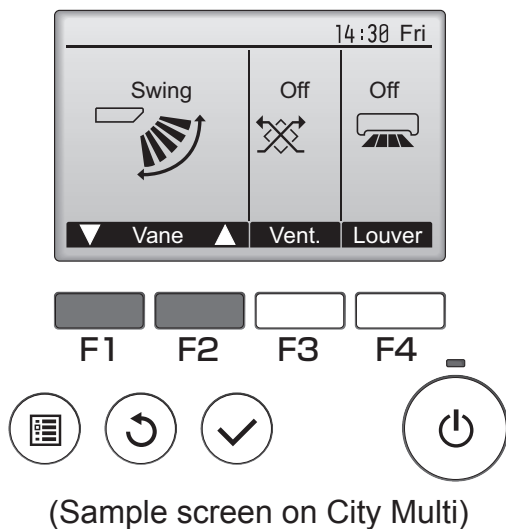 14:30 Fri
Swing Off Off
Vane Vent. Louver
F1 F2 F3 F4
(Sample screen on City Multi)